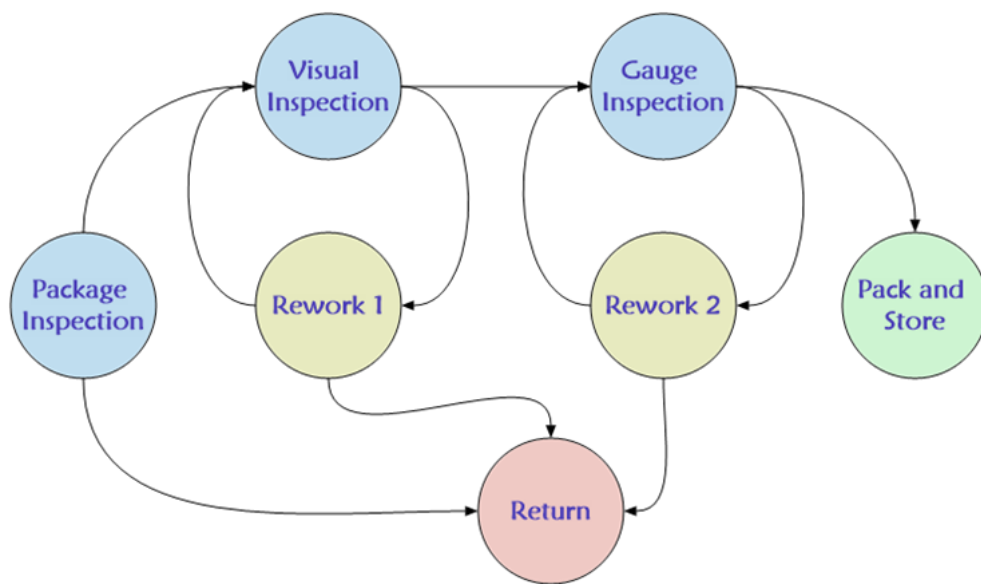 Visual
Inspection
Gauge
Inspection
Package
Inspection
Rework 1
Rework 2
Pack and
Store
Return